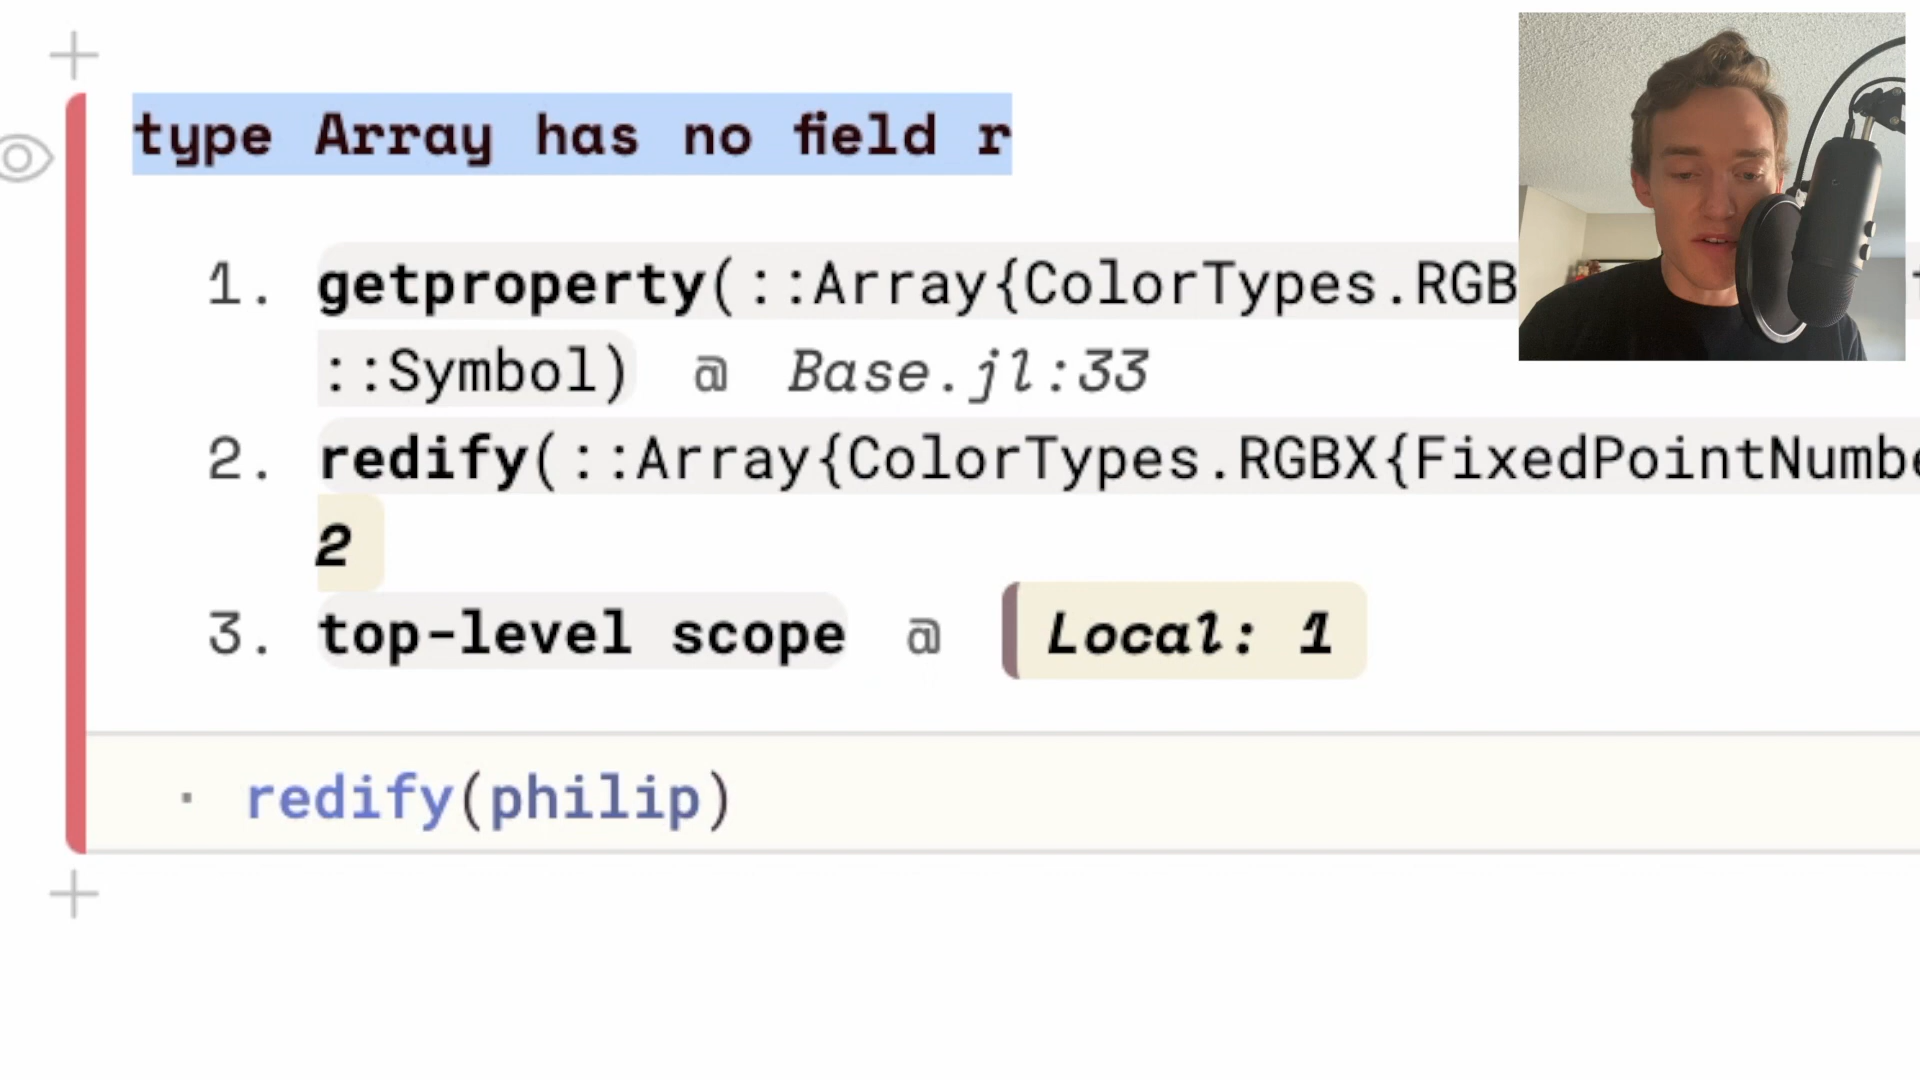 type Array has no field r
1. getproperty(::Array{ColorTypes.RGB
::Symbol) @ Base.jl:33
2. redify(::Array{ColorTypes.RGBX{FixedPointNumbe
2
3. top-level scope @ Local: 1
redify(philip)